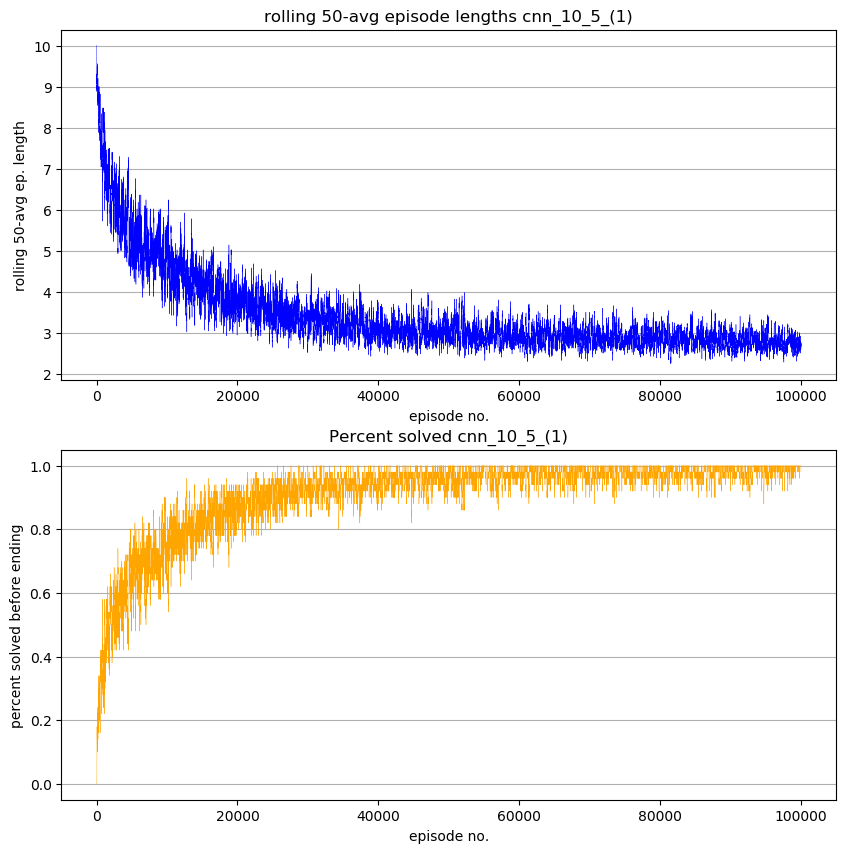 rolling 50-avg episode lengths cnn_10_5_(1)
rolling 50-avg ep. length
10
9
8
7
6
5
4
3
2
0 20000 40000 60000 80000 100000
episode no.
Percent solved cnn_10_5_(1)
percent solved before ending
1.0
0.8
0.6
0.4
0.2
0.0
0 20000 40000 60000 80000 100000
episode no.